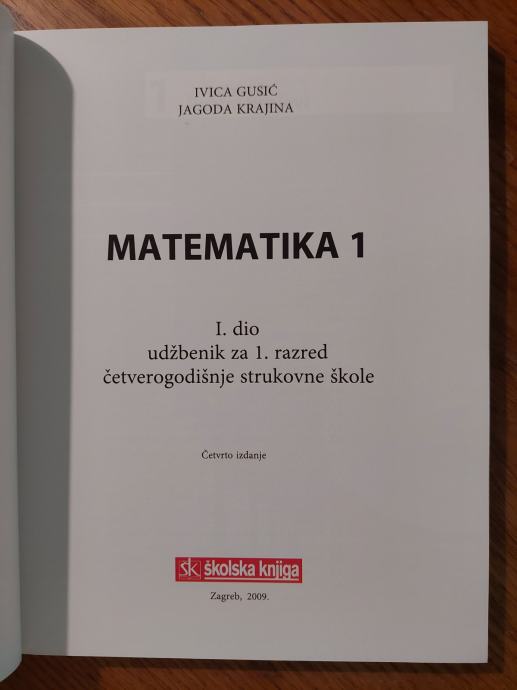 IVICA GUSIĆ
JAGODA KRAJINA
MATEMATIKA 1
I. dio
udžbenik za 1. razred
četverogodišnje strukovne škole
Četvrto izdanje
šk školska knjiga
Zagreb, 2009.